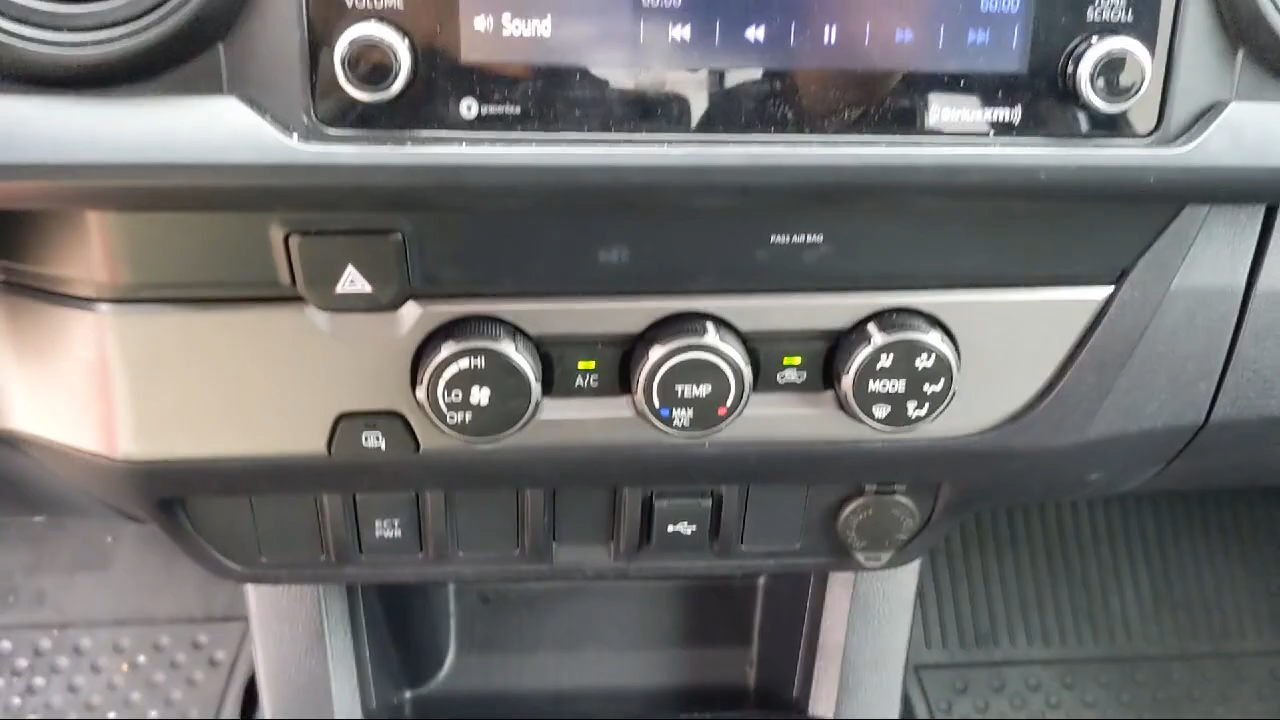 VOLUME
SCROLL
00:00
00:00
Sound
siriusxm
PASS AIR BAG
HI
LO
OFF
A/C
TEMP
MAX
A/C
MODE
ECT
PWR